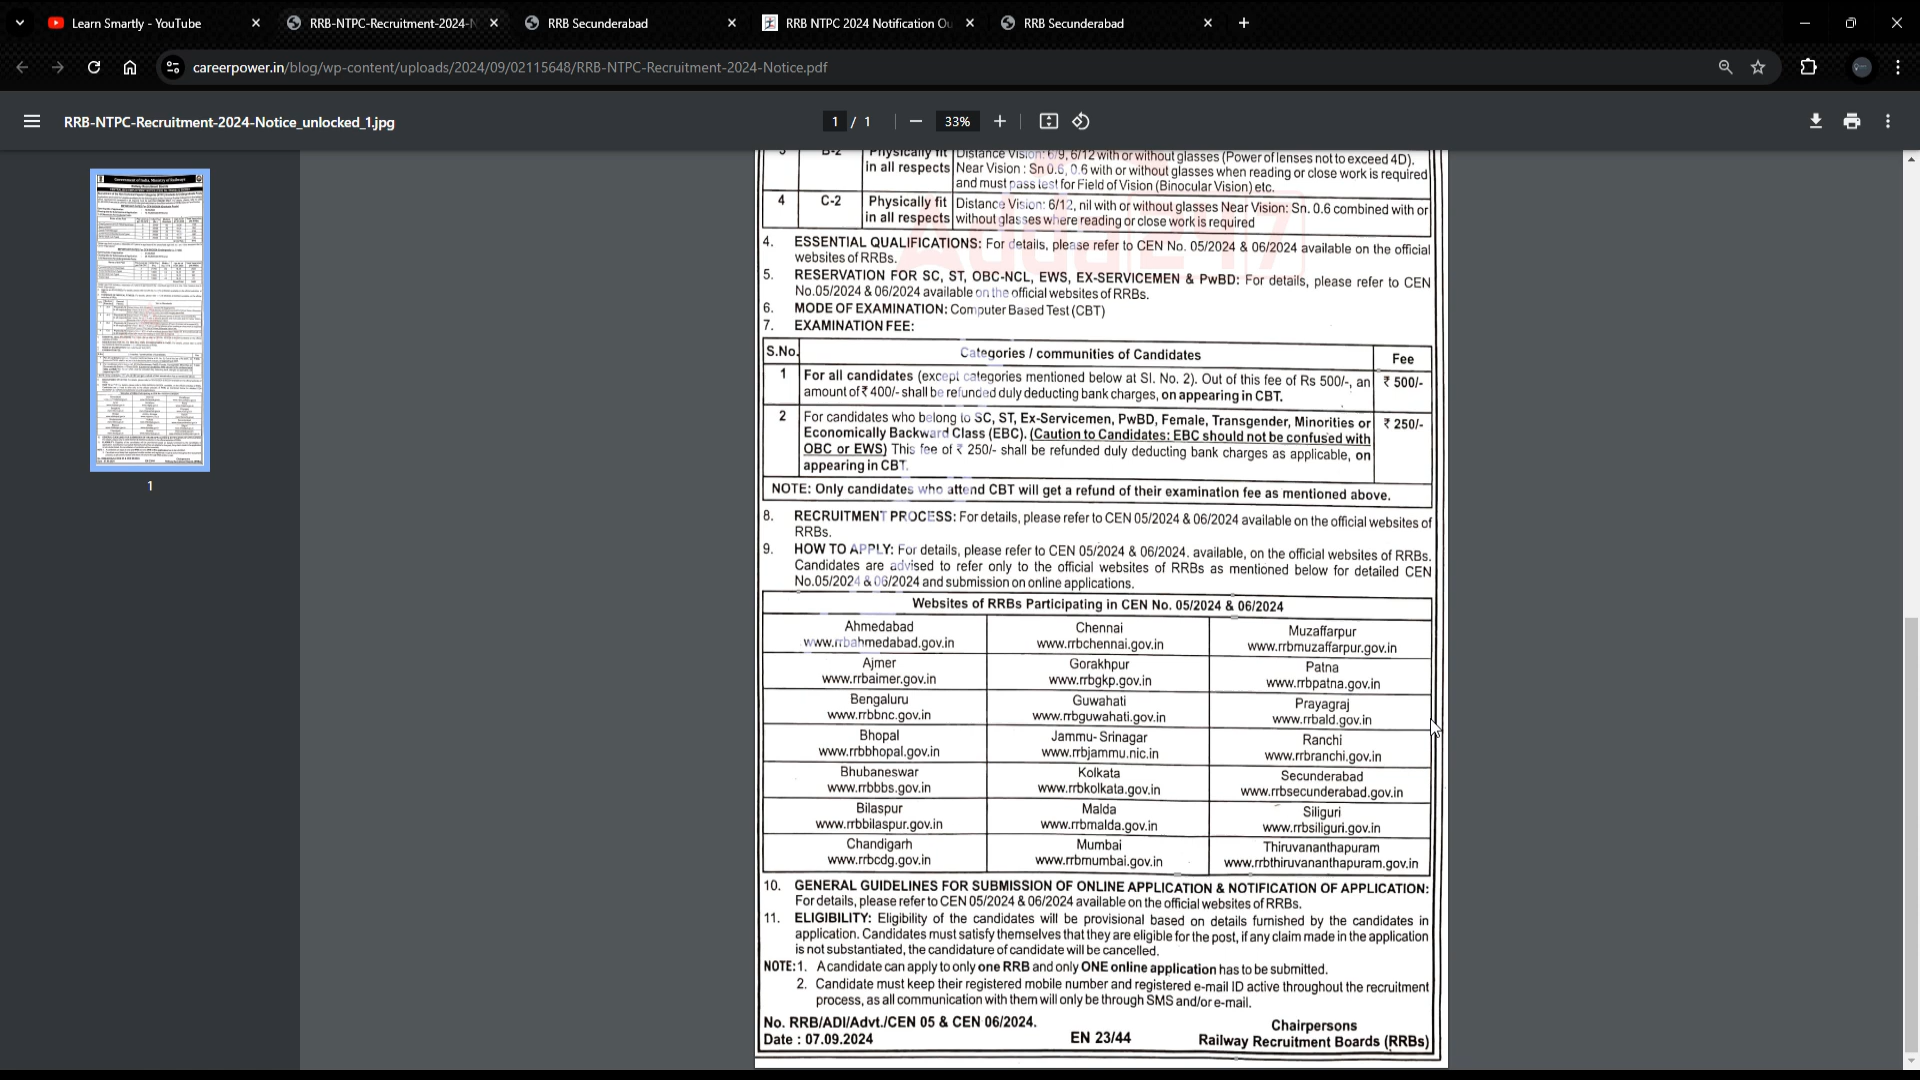 Learn Smartly - YouTube
RRB-NTPC-Recruitment-2024-N
RRB Secunderabad
RRB NTPC 2024 Notification Ou
RRB Secunderabad
careerpower.in/blog/wp-content/uploads/2024/09/02115648/RRB-NTPC-Recruitment-2024-Notice.pdf
RRB-NTPC-Recruitment-2024-Notice_unlocked_1.jpg
1 / 1
33%
1
3 B-2 Physically fit Distance Vision: 6/9, 6/12 with or without glasses (Power of lenses not to exceed 4D).
in all respects Near Vision : Sn 0.6, 0.6 with or without glasses when reading or close work is required
and must pass test for Field of Vision (Binocular Vision) etc.
4 C-2 Physically fit Distance Vision: 6/12, nil with or without glasses Near Vision: Sn. 0.6 combined with or
in all respects without glasses where reading or close work is required
4. ESSENTIAL QUALIFICATIONS: For details, please refer to CEN No. 05/2024 & 06/2024 available on the official
websites of RRBs.
5. RESERVATION FOR SC, ST, OBC-NCL, EWS, EX-SERVICEMEN & PwBD: For details, please refer to CEN
No.05/2024 & 06/2024 available on the official websites of RRBs.
6. MODE OF EXAMINATION: Computer Based Test (CBT)
7. EXAMINATION FEE:
S.No. Categories / communities of Candidates Fee
1 For all candidates (except categories mentioned below at Sl. No. 2). Out of this fee of Rs 500/-, an ₹ 500/-
amount of ₹ 400/- shall be refunded duly deducting bank charges, on appearing in CBT.
2 For candidates who belong to SC, ST, Ex-Servicemen, PwBD, Female, Transgender, Minorities or ₹ 250/-
Economically Backward Class (EBC). (Caution to Candidates: EBC should not be confused with
OBC or EWS) This fee of ₹ 250/- shall be refunded duly deducting bank charges as applicable, on
appearing in CBT.
NOTE: Only candidates who attend CBT will get a refund of their examination fee as mentioned above.
8. RECRUITMENT PROCESS: For details, please refer to CEN 05/2024 & 06/2024 available on the official websites of
RRBs.
9. HOW TO APPLY: For details, please refer to CEN 05/2024 & 06/2024. available, on the official websites of RRBs.
Candidates are advised to refer only to the official websites of RRBs as mentioned below for detailed CEN
No.05/2024 & 06/2024 and submission on online applications.
Websites of RRBs Participating in CEN No. 05/2024 & 06/2024
Ahmedabad Chennai Muzaffarpur
www.rrbahmedabad.gov.in www.rrbchennai.gov.in www.rrbmuzaffarpur.gov.in
Ajmer Gorakhpur Patna
www.rrbaimer.gov.in www.rrbgkp.gov.in www.rrbpatna.gov.in
Bengaluru Guwahati Prayagraj
www.rrbbnc.gov.in www.rrbguwahati.gov.in www.rrbald.gov.in
Bhopal Jammu- Srinagar Ranchi
www.rrbbhopal.gov.in www.rrbjammu.nic.in www.rrbranchi.gov.in
Bhubaneswar Kolkata Secunderabad
www.rrbbbs.gov.in www.rrbkolkata.gov.in www.rrbsecunderabad.gov.in
Bilaspur Malda Siliguri
www.rrbbilaspur.gov.in www.rrbmalda.gov.in www.rrbsiliguri.gov.in
Chandigarh Mumbai Thiruvananthapuram
www.rrbcdg.gov.in www.rrbmumbai.gov.in www.rrbthiruvananthapuram.gov.in
10. GENERAL GUIDELINES FOR SUBMISSION OF ONLINE APPLICATION & NOTIFICATION OF APPLICATION:
For details, please refer to CEN 05/2024 & 06/2024 available on the official websites of RRBs.
11. ELIGIBILITY: Eligibility of the candidates will be provisional based on details furnished by the candidates in
application. Candidates must satisfy themselves that they are eligible for the post, if any claim made in the application
is not substantiated, the candidature of candidate will be cancelled.
NOTE: 1. A candidate can apply to only one RRB and only ONE online application has to be submitted.
2. Candidate must keep their registered mobile number and registered e-mail ID active throughout the recruitment
process, as all communication with them will only be through SMS and/or e-mail.
No. RRB/ADI/Advt./CEN 05 & CEN 06/2024. Chairpersons
Date : 07.09.2024 EN 23/44 Railway Recruitment Boards (RRBs)